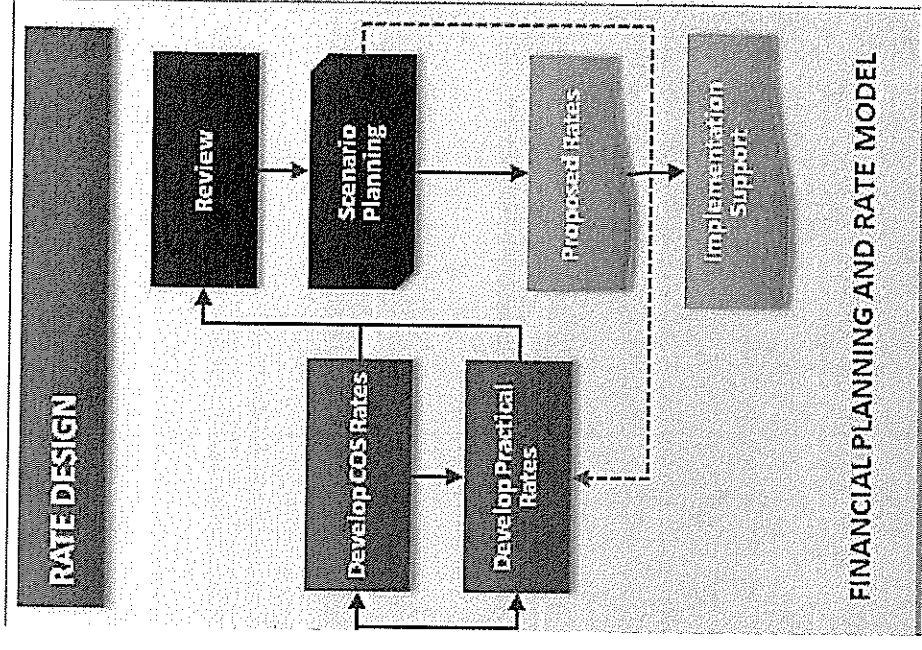 RATE DESIGN
Develop COS Rates
Develop Practical
Rates
Review
Scenario
Planning
Proposed Rates
Implementation
Support
FINANCIAL PLANNING AND RATE MODEL